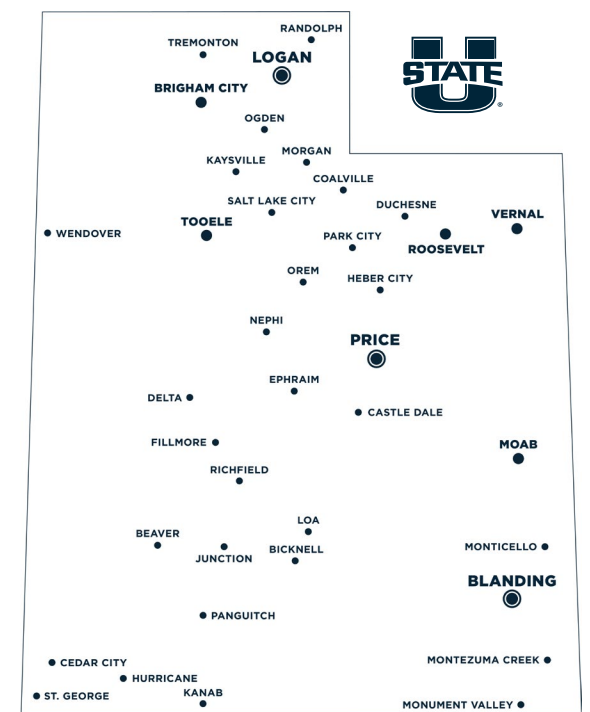 RANDOLPH
TREMONTON
LOGAN
U STATE ®
BRIGHAM CITY
OGDEN
MORGAN
KAYSVILLE
COALVILLE
SALT LAKE CITY
DUCHESNE
VERNAL
TOOELE
WENDOVER
PARK CITY
ROOSEVELT
OREM
HEBER CITY
NEPHI
PRICE
EPHRAIM
DELTA
CASTLE DALE
FILLMORE
MOAB
RICHFIELD
LOA
BEAVER
MONTICELLO
BICKNELL
JUNCTION
BLANDING
PANGUITCH
MONTEZUMA CREEK
CEDAR CITY
HURRICANE
KANAB
ST. GEORGE
MONUMENT VALLEY